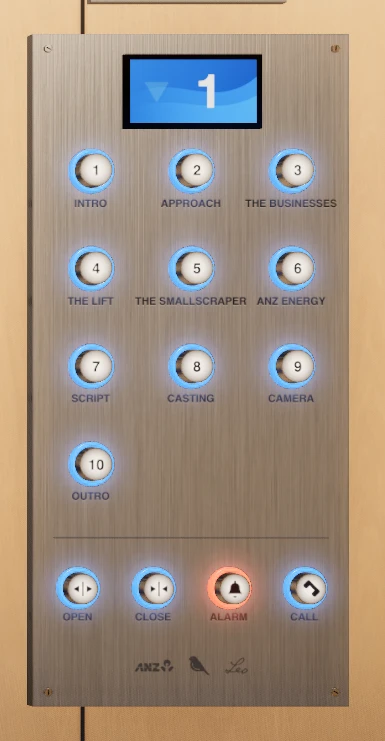 1
1 2 3
INTRO APPROACH THE BUSINESSES
4 5 6
THE LIFT THE SMALLSCRAPER ANZ ENERGY
7 8 9
SCRIPT CASTING CAMERA
10
OUTRO
OPEN CLOSE ALARM CALL
ANZ Leo